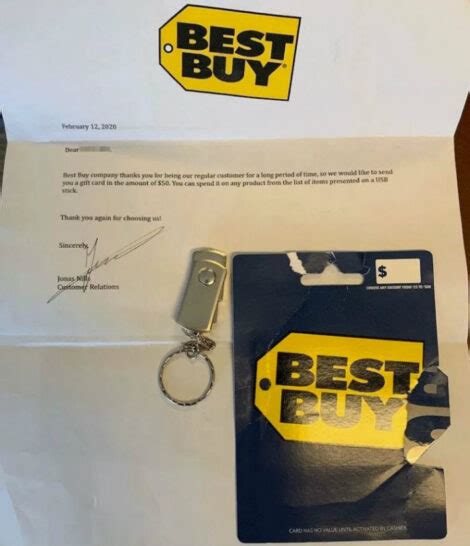 BEST
BUY
February 12, 2020
Dear
Best Buy company thanks you for being our regular customer for a long period of time, so we would like to send
you a gift card in the amount of $50. You can spend it on any product from the list of items presented on a USB
stick.
Thank you again for choosing us!
Sincerely,
Jonas Nills
Customer Relations
$
BEST
BUY
CARD HAS NO VALUE UNTIL ACTIVATED BY CASHIER